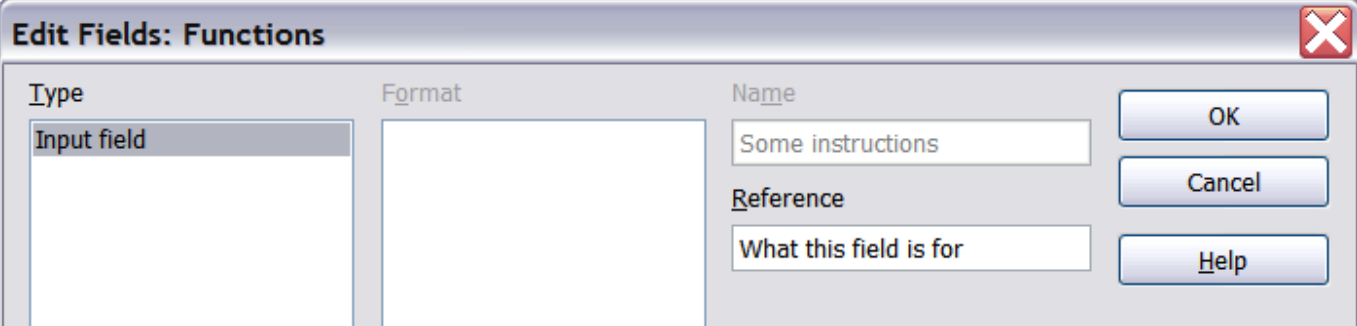 Edit Fields: Functions
Type
Format
Name
Input field
Some instructions
OK
Cancel
Reference
What this field is for
Help